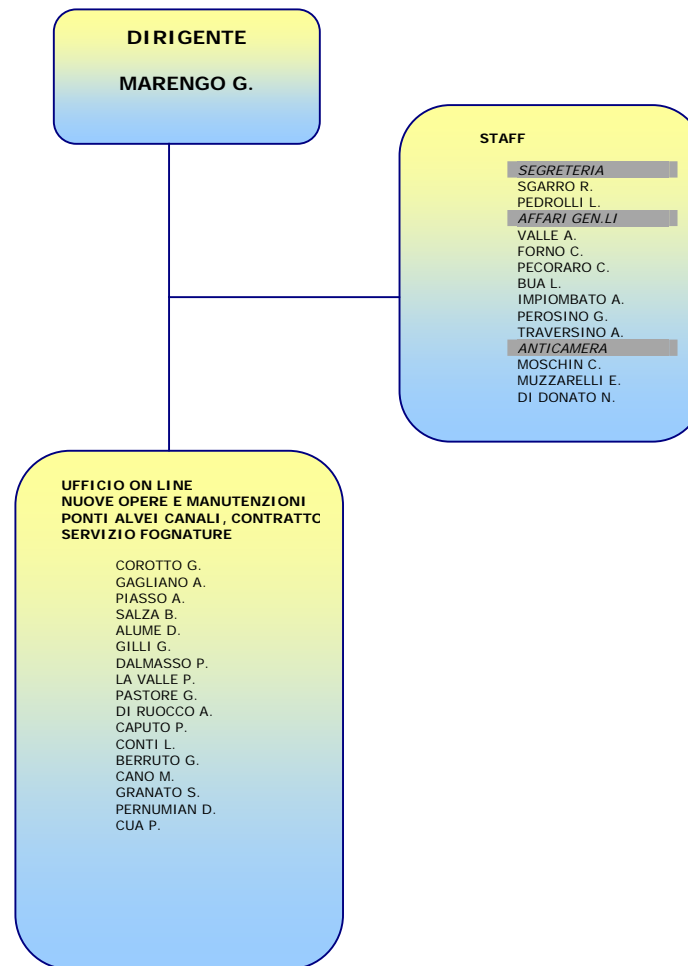 DIRIGENTE
MARENGO G.
STAFF
SEGRETERIA
SGARRO R.
PEDROLLI L.
AFFARI GEN.LI
VALLE A.
FORNO C.
PECORARO C.
BUA L.
IMPIOMBATO A.
PEROSINO G.
TRAVERSINO A.
ANTICAMERA
MOSCHIN C.
MUZZARELLI E.
DI DONATO N.
UFFICIO ON LINE
NUOVE OPERE E MANUTENZIONI
PONTI ALVEI CANALI, CONTRATTO
SERVIZIO FOGNATURE
COROTTO G.
GAGLIANO A.
PIASSO A.
SALZA B.
ALUME D.
GILLI G.
DALMASSO P.
LA VALLE P.
PASTORE G.
DI RUOCCO A.
CAPUTO P.
CONTI L.
BERRUTO G.
CANO M.
GRANATO S.
PERNUMIAN D.
CUA P.